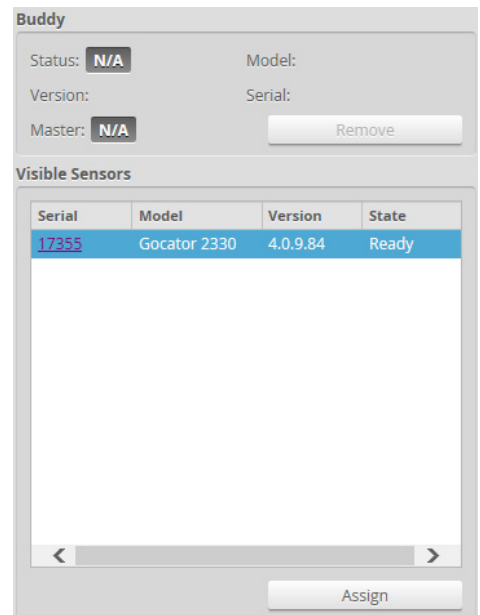 Buddy
Status: N/A Model:
Version: Serial:
Master: N/A Remove
Visible Sensors
Serial Model Version State
17355 Gocator 2330 4.0.9.84 Ready
Assign